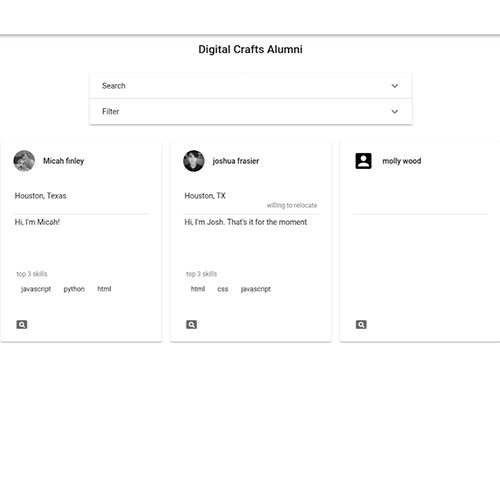 Digital Crafts Alumni
Search
Filter
Micah finley
Houston, Texas
Hi, I'm Micah!
top 3 skills
javascript python html
joshua frasier
Houston, TX
willing to relocate
Hi, I'm Josh. That's it for the moment
top 3 skills
html css javascript
molly wood